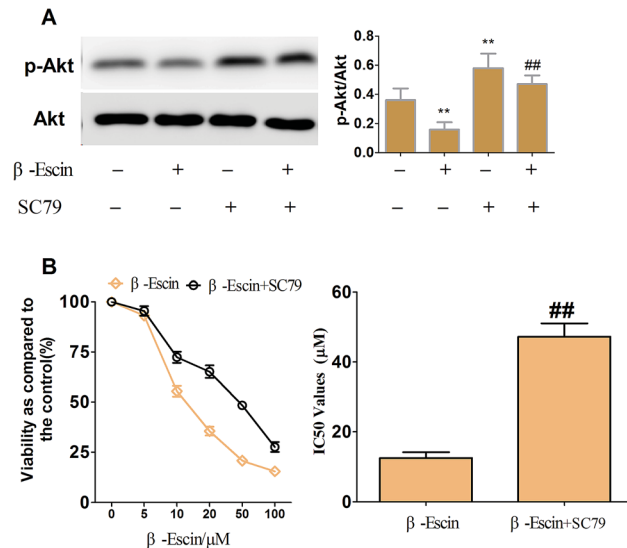 A
p-Akt
Akt
β -Escin − + − +
SC79 − − + +
p-Akt/Akt
0.8
0.6
0.4
0.2
0.0
** ** ##
− + − +
− − + +
B
β -Escin β -Escin+SC79
Viability as compared to
the control(%)
100
75
50
25
0
0 5 10 20 50 100
β -Escin/μM
IC50 Values (μM)
60
40
20
0
##
β -Escin β -Escin+SC79